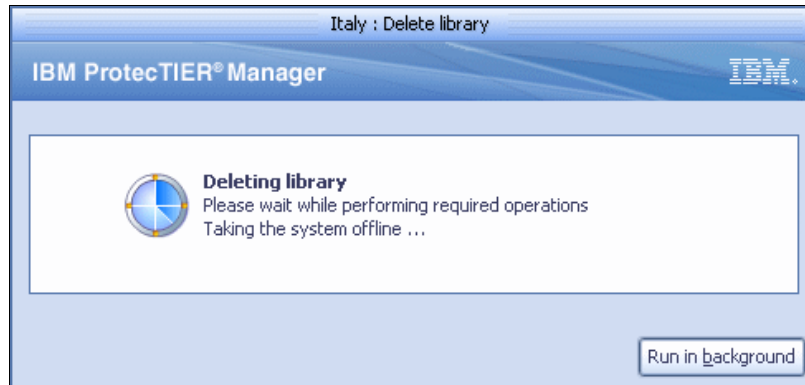 Italy : Delete library
IBM ProtecTIER® Manager IBM.
Deleting library
Please wait while performing required operations
Taking the system offline ...
Run in background